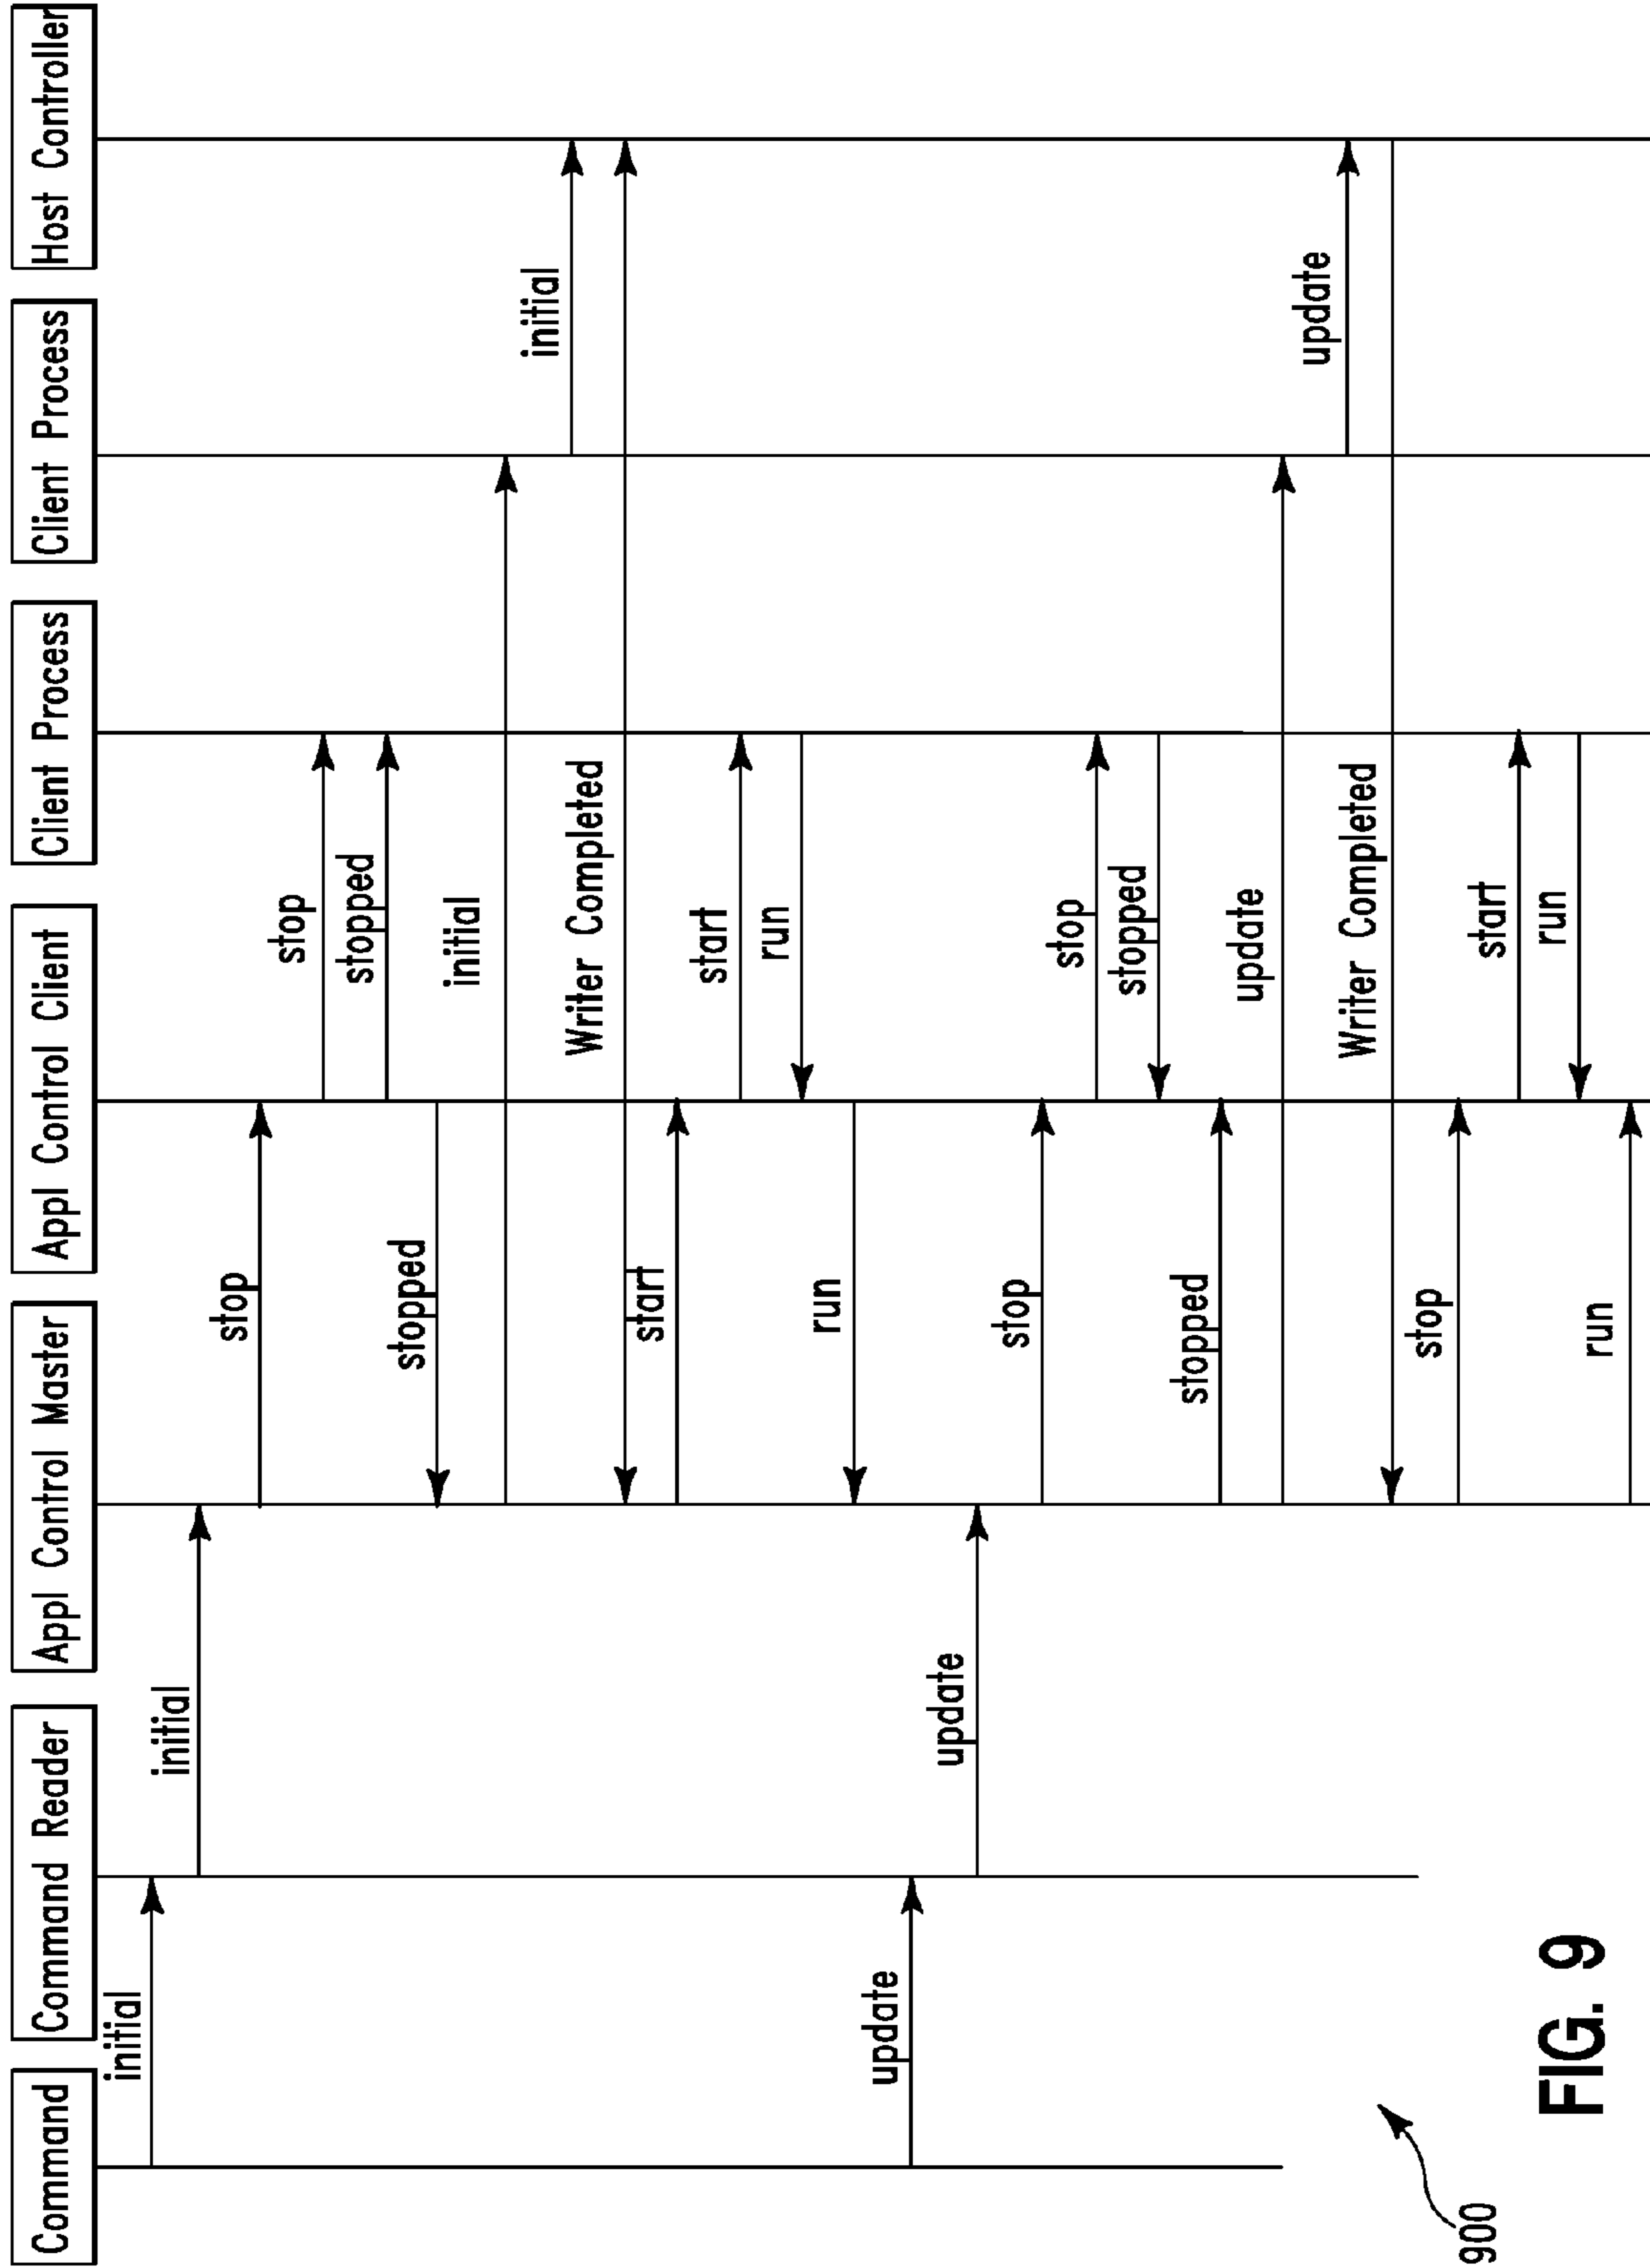 Command
Command Reader
Appl Control Master
Appl Control Client
Client Process
Client Process
Host Controller
initial
initial
stop
stop
stopped
stopped
initial
initial
Writer Completed
start
start
run
run
update
update
stop
stop
stopped
stopped
update
update
Writer Completed
stop
start
run
run
900
FIG. 9